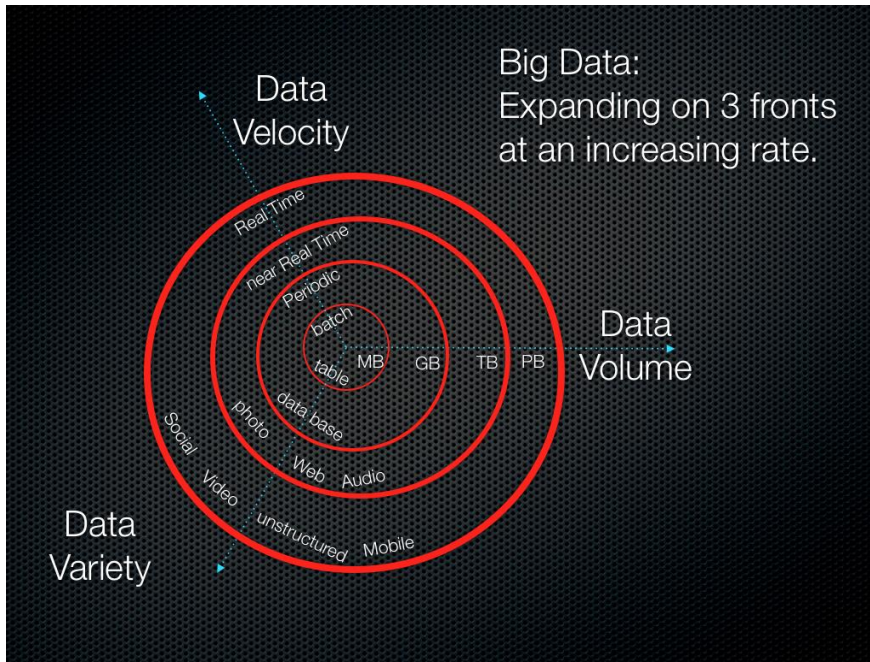 Big Data:
Expanding on 3 fronts
at an increasing rate.
Data
Velocity
Real Time
near Real Time
Periodic
batch
Data
Volume
MB GB TB PB
table
data base
photo
Web Audio
Social
Video
unstructured Mobile
Data
Variety